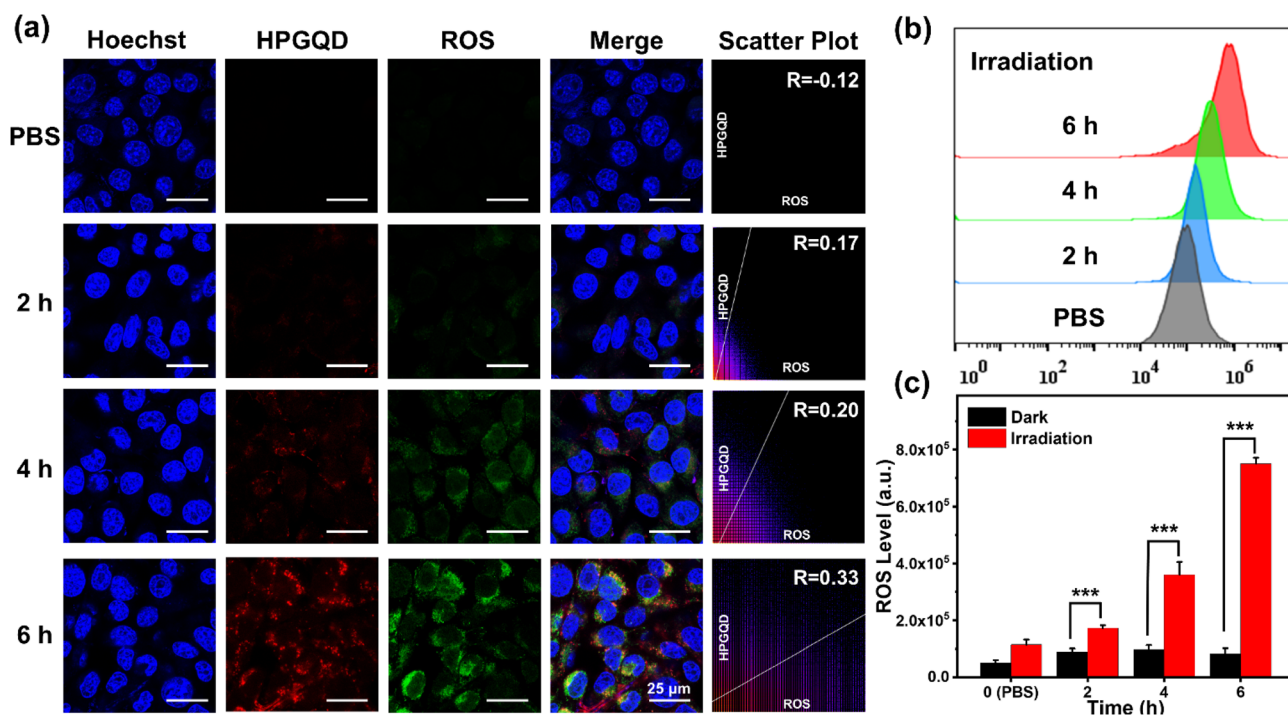 (a)
Hoechst HPGQD ROS Merge Scatter Plot
PBS
R=-0.12
HPGQD
ROS
2 h
R=0.17
HPGQD
ROS
4 h
R=0.20
HPGQD
ROS
6 h
R=0.33
HPGQD
25 μm
ROS
(b)
Irradiation
6 h
4 h
2 h
PBS
10⁰ 10² 10⁴ 10⁶
(c)
Dark
Irradiation
***
***
***
ROS Level (a.u.)
8.0x10⁵
6.0x10⁵
4.0x10⁵
2.0x10⁵
0.0
0 (PBS) 2 4 6
Time (h)